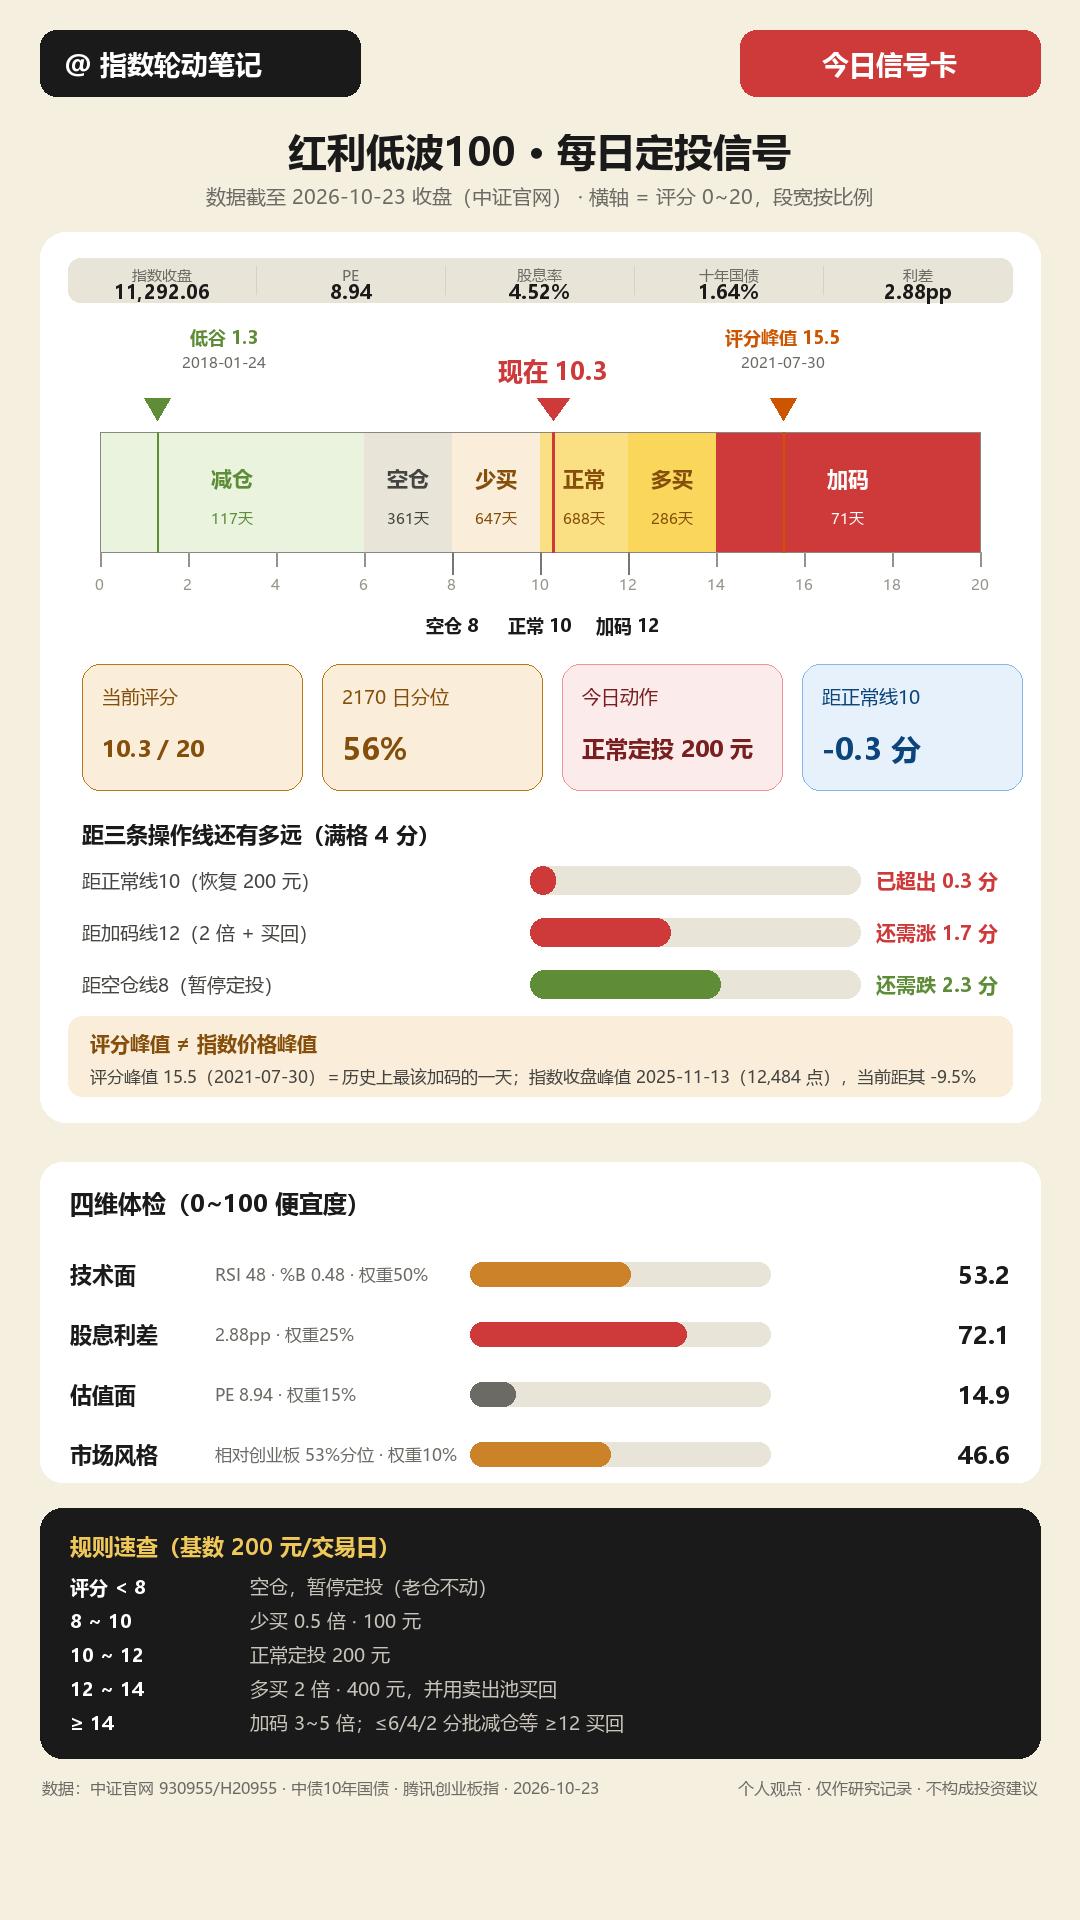 @ 指数轮动笔记
今日信号卡
红利低波100 · 每日定投信号
数据截至 2026-10-23 收盘（中证官网） · 横轴 = 评分 0~20，段宽按比例
指数收盘 PE 股息率 十年国债 利差
11,292.06 8.94 4.52% 1.64% 2.88pp
低谷 1.3 评分峰值 15.5
2018-01-24 2021-07-30
现在 10.3
减仓 空仓 少买 正常 多买 加码
117天 361天 647天 688天 286天 71天
0 2 4 6 8 10 12 14 16 18 20
空仓 8 正常 10 加码 12
当前评分 2170 日分位 今日动作 距正常线10
10.3 / 20 56% 正常定投 200 元 -0.3 分
距三条操作线还有多远（满格 4 分）
距正常线10（恢复 200 元） 已超出 0.3 分
距加码线12（2 倍 + 买回） 还需涨 1.7 分
距空仓线8（暂停定投） 还需跌 2.3 分
评分峰值 ≠ 指数价格峰值
评分峰值 15.5（2021-07-30）= 历史上最该加码的一天；指数收盘峰值 2025-11-13（12,484 点），当前距其 -9.5%
四维体检（0~100 便宜度）
技术面 RSI 48 · %B 0.48 · 权重50% 53.2
股息利差 2.88pp · 权重25% 72.1
估值面 PE 8.94 · 权重15% 14.9
市场风格 相对创业板 53%分位 · 权重10% 46.6
规则速查（基数 200 元/交易日）
评分 < 8 空仓，暂停定投（老仓不动）
8 ~ 10 少买 0.5 倍 · 100 元
10 ~ 12 正常定投 200 元
12 ~ 14 多买 2 倍 · 400 元，并用卖出池买回
≥ 14 加码 3~5 倍；≤6/4/2 分批减仓等 ≥12 买回
数据：中证官网 930955/H20955 · 中债10年国债 · 腾讯创业板指 · 2026-10-23
个人观点 · 仅作研究记录 · 不构成投资建议